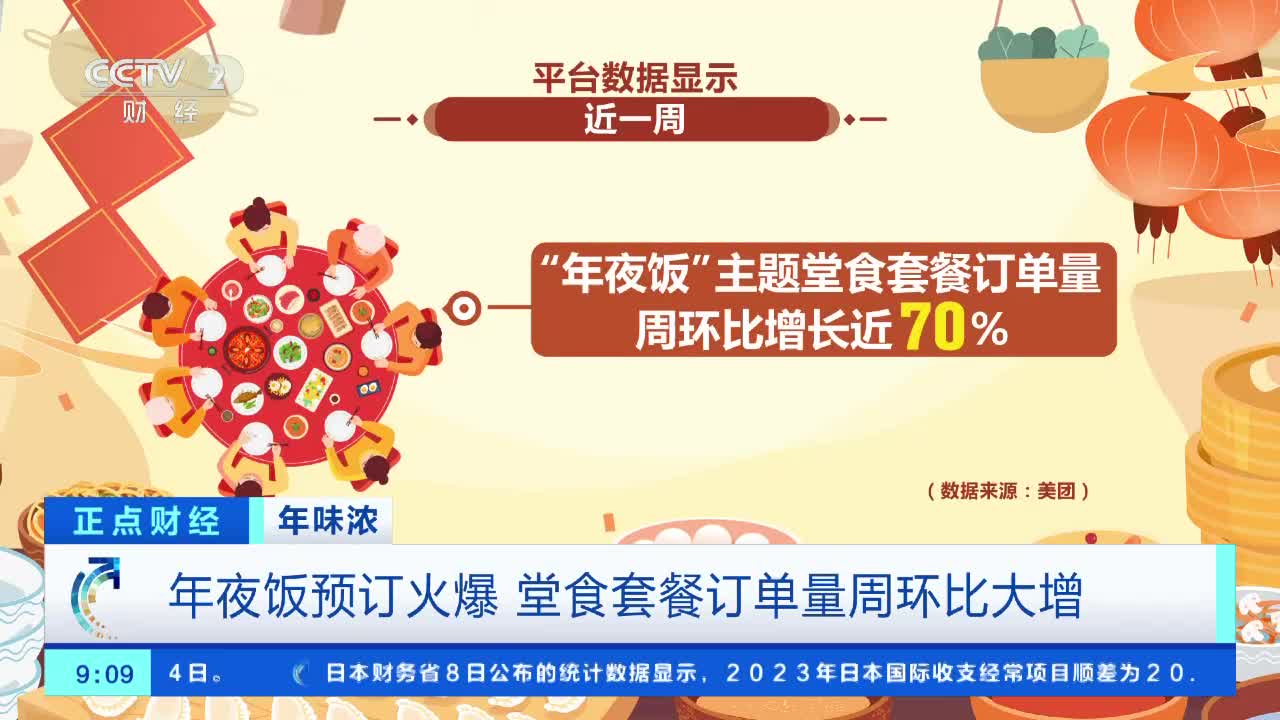 CCTV 2
财经
平台数据显示
近一周
“年夜饭”主题堂食套餐订单量
周环比增长近70%
（数据来源：美团）
正点财经 年味浓
年夜饭预订火爆 堂食套餐订单量周环比大增
9:09 4日。 日本财务省8日公布的统计数据显示，2023年日本国际收支经常项目顺差为20.